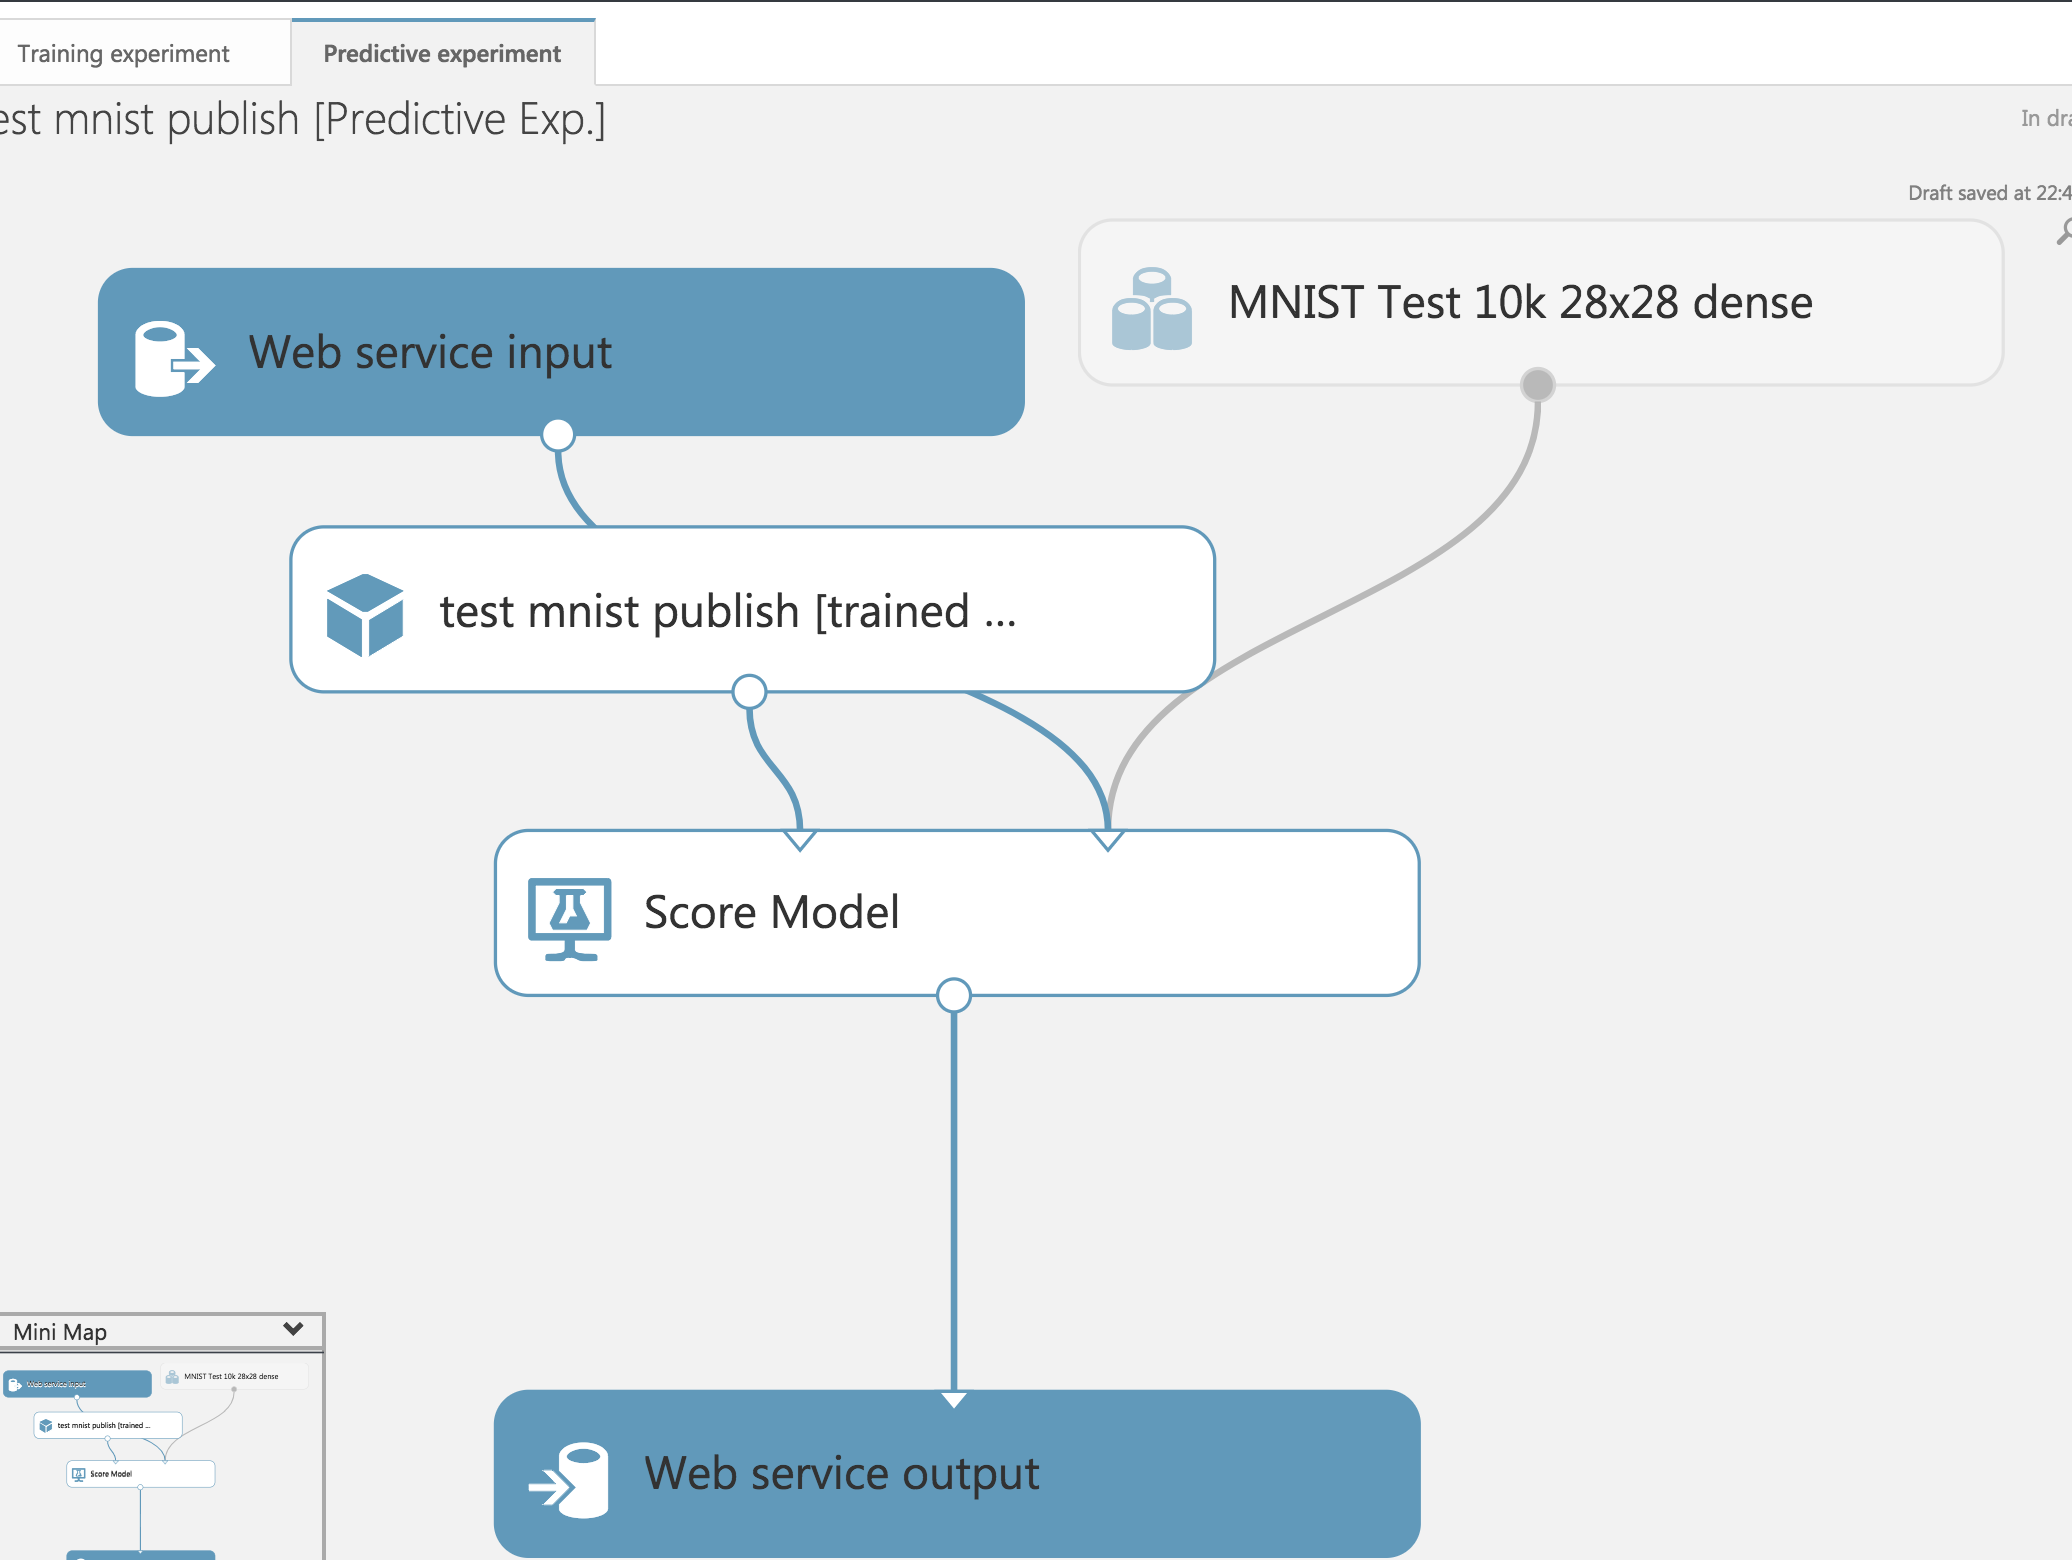 Training experiment
Predictive experiment
est mnist publish [Predictive Exp.]
In dra
Draft saved at 22:4
MNIST Test 10k 28x28 dense
Web service input
test mnist publish [trained ...
Score Model
Web service output
Mini Map
Web service input
MNIST Test 10k 28x28 dense
test mnist publish [trained ...
Score Model